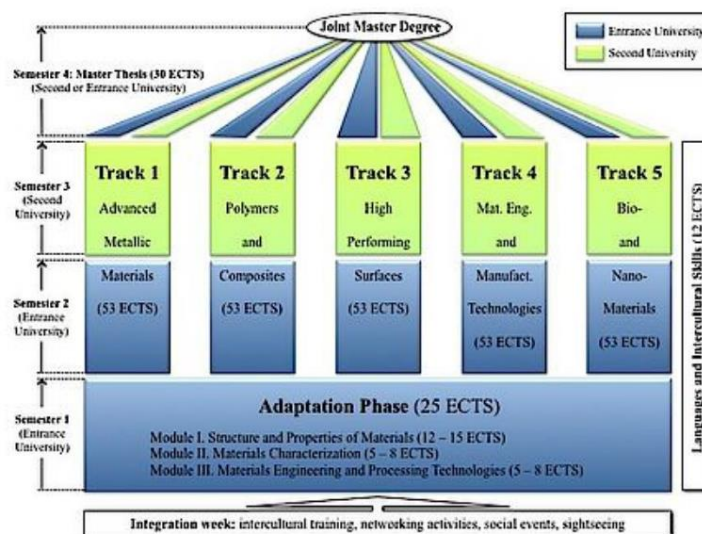 Joint Master Degree
Entrance University
Second University
Semester 4: Master Thesis (30 ECTS)
(Second or Entrance University)
Semester 3
(Second
University)
Track 1
Advanced
Metallic
Track 2
Polymers
and
Track 3
High
Performing
Track 4
Mat. Eng.
and
Track 5
Bio-
and
Semester 2
(Entrance
University)
Materials
(53 ECTS)
Composites
(53 ECTS)
Surfaces
(53 ECTS)
Manufact.
Technologies
(53 ECTS)
Nano-
Materials
(53 ECTS)
Languages and Intercultural Skills (12 ECTS)
Semester 1
(Entrance
University)
Adaptation Phase (25 ECTS)
Module I. Structure and Properties of Materials (12 – 15 ECTS)
Module II. Materials Characterization (5 – 8 ECTS)
Module III. Materials Engineering and Processing Technologies (5 – 8 ECTS)
Integration week: intercultural training, networking activities, social events, sightseeing